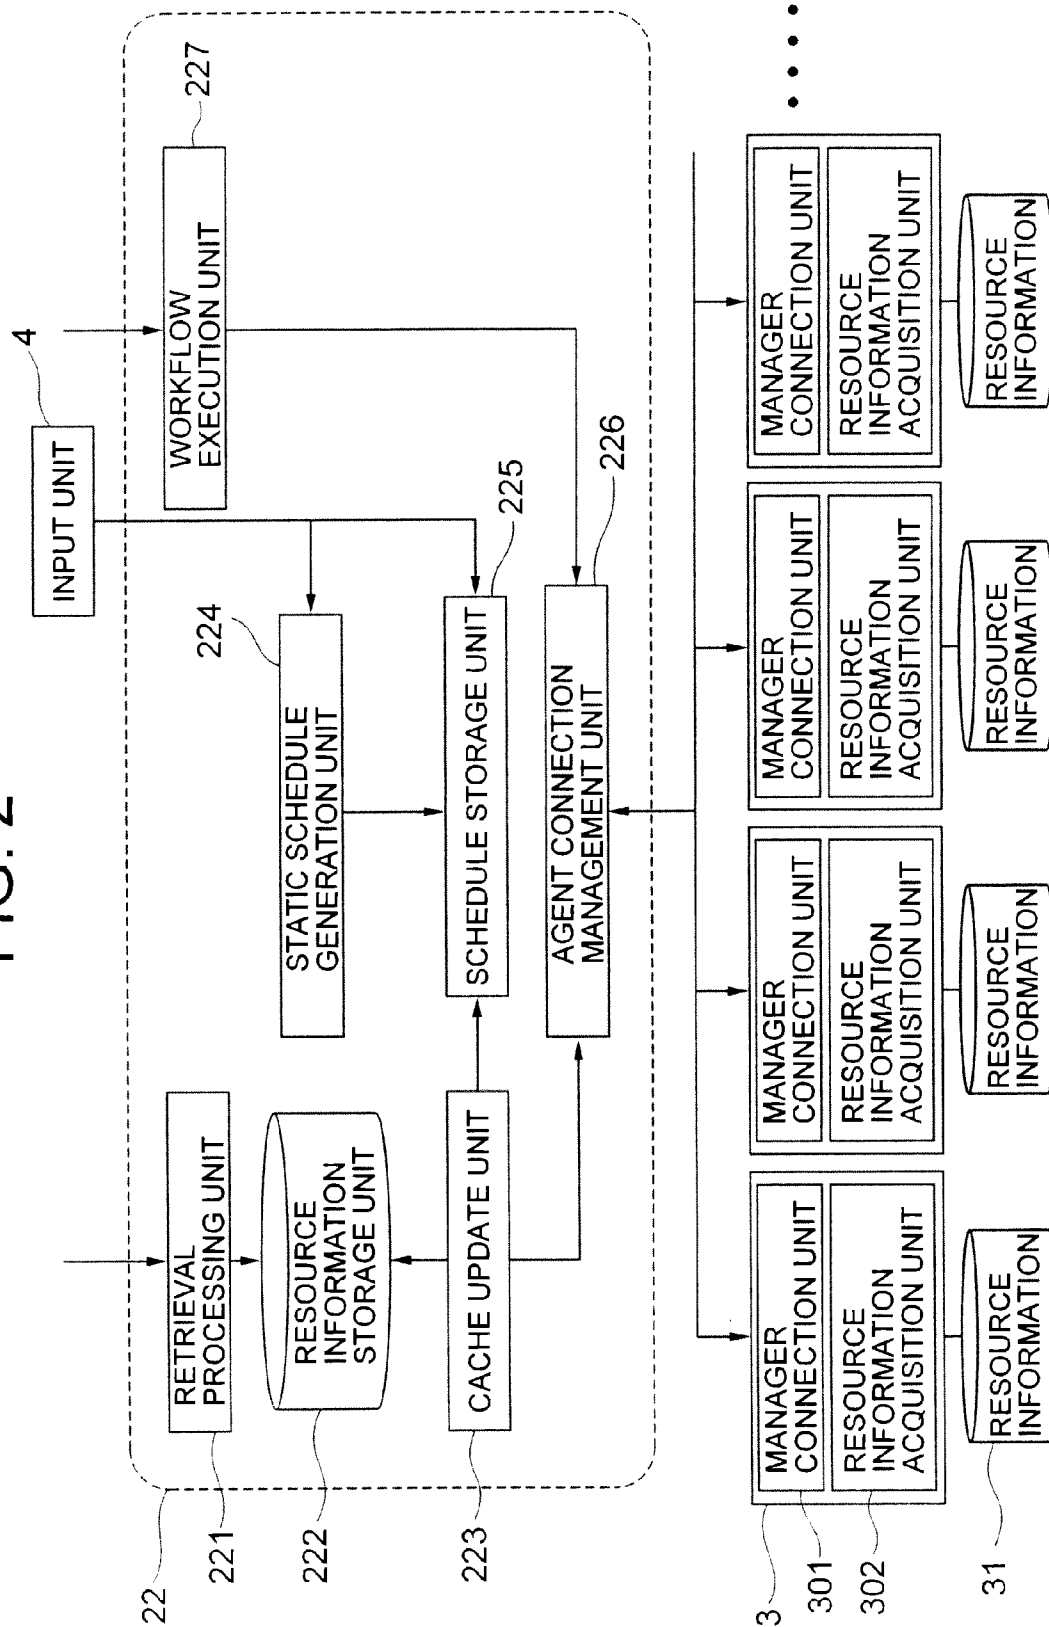 FIG. 2
INPUT UNIT
4
22
RETRIEVAL
PROCESSING UNIT
221
RESOURCE
INFORMATION
STORAGE UNIT
222
CACHE UPDATE UNIT
223
STATIC SCHEDULE
GENERATION UNIT
224
SCHEDULE STORAGE UNIT
225
AGENT CONNECTION
MANAGEMENT UNIT
226
WORKFLOW
EXECUTION UNIT
227
3
MANAGER
CONNECTION UNIT
301
RESOURCE
INFORMATION
ACQUISITION UNIT
302
RESOURCE
INFORMATION
31
MANAGER
CONNECTION UNIT
RESOURCE
INFORMATION
ACQUISITION UNIT
RESOURCE
INFORMATION
MANAGER
CONNECTION UNIT
RESOURCE
INFORMATION
ACQUISITION UNIT
RESOURCE
INFORMATION
MANAGER
CONNECTION UNIT
RESOURCE
INFORMATION
ACQUISITION UNIT
RESOURCE
INFORMATION